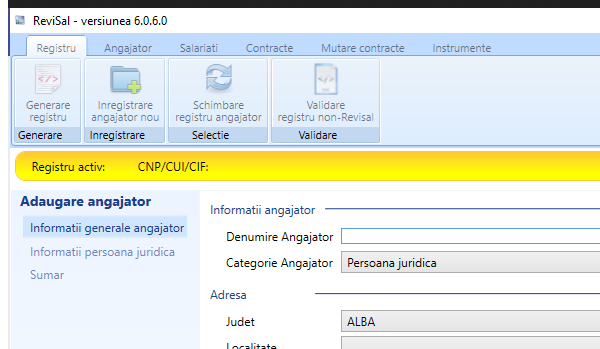 ReviSal - versiunea 6.0.6.0
Registru Angajator Salariati Contracte Mutare contracte Instrumente
Generare registru
Inregistrare angajator nou
Schimbare registru angajator
Validare registru non-Revisal
Generare Inregistrare Selectie Validare
Registru activ: CNP/CUI/CIF:
Adaugare angajator
Informatii generale angajator
Informatii persoana juridica
Sumar
Informatii angajator
Denumire Angajator
Categorie Angajator Persoana juridica
Adresa
Judet ALBA
Localitate